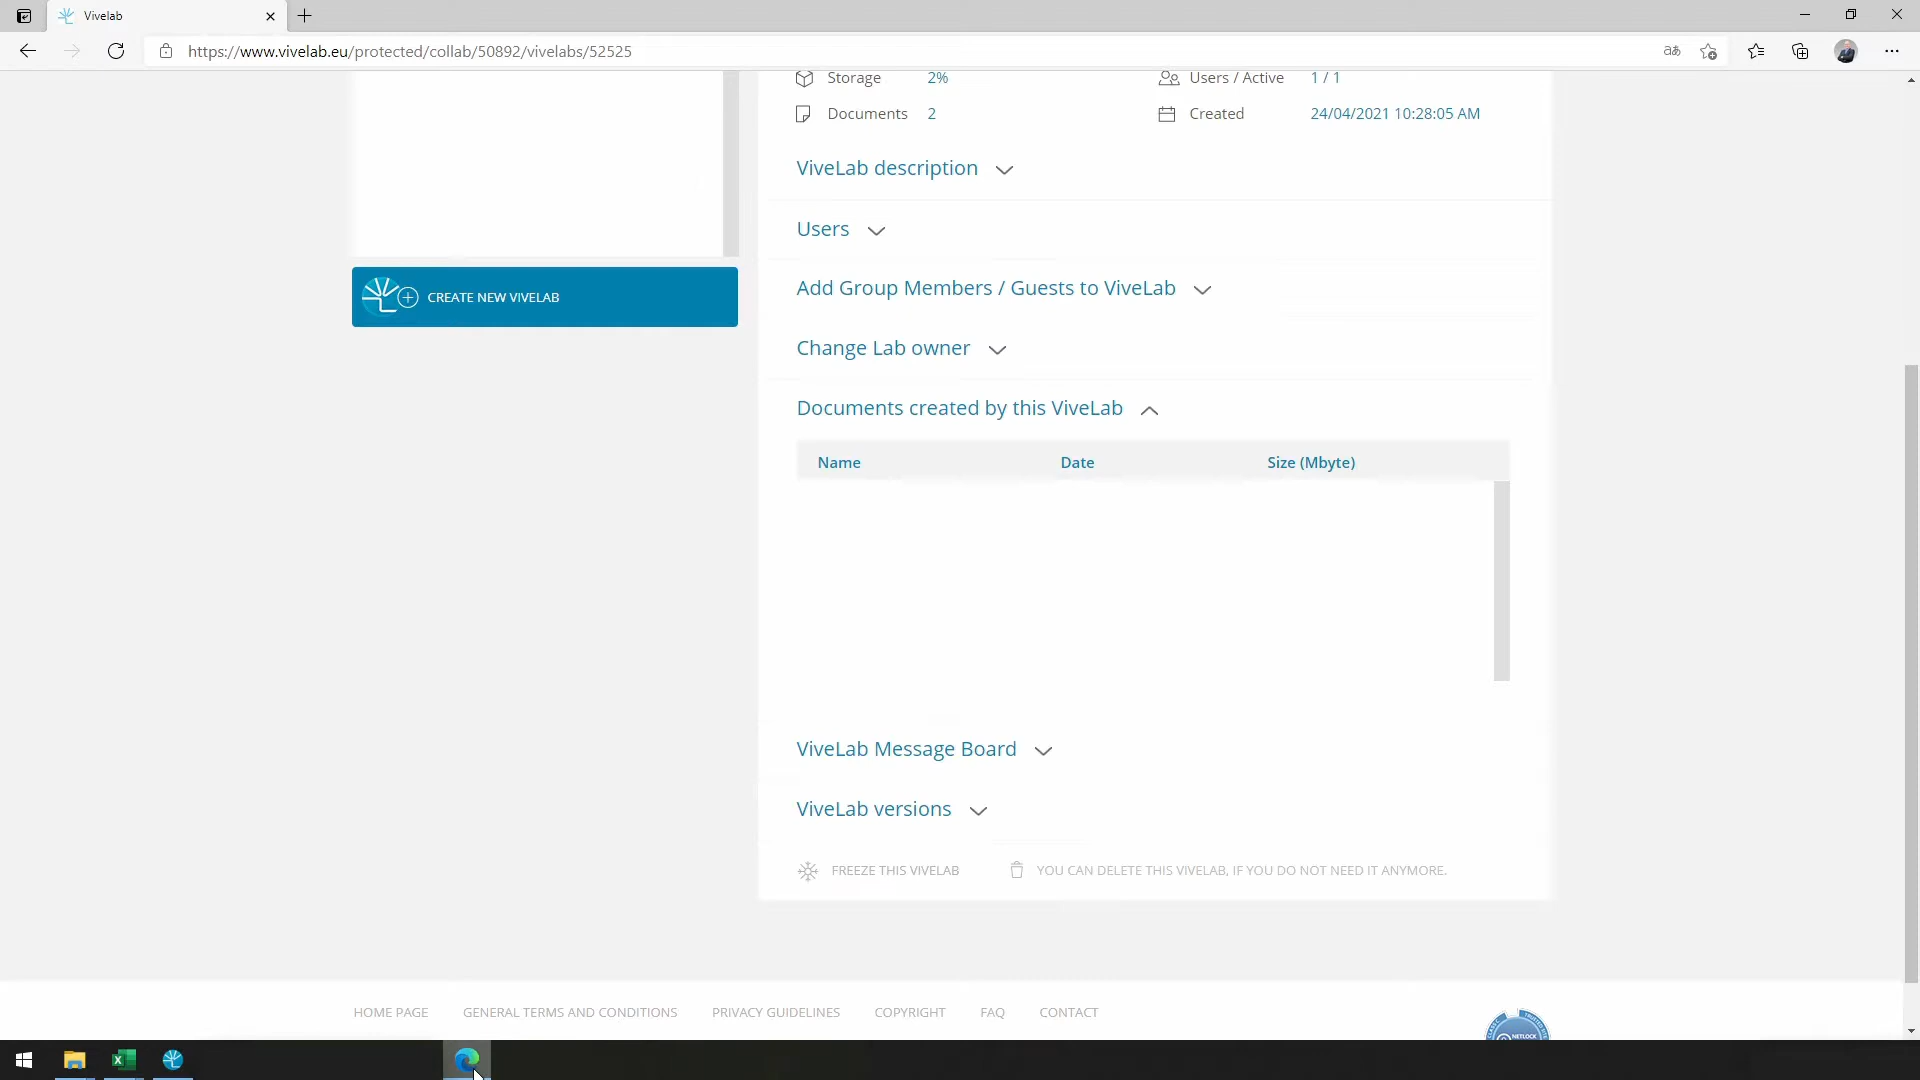 Vivelab
https://www.vivelab.eu/protected/collab/50892/vivelabs/52525
Storage 2% Users / Active 1 / 1
Documents 2 Created 24/04/2021 10:28:05 AM
ViveLab description
Users
CREATE NEW VIVELAB
Add Group Members / Guests to ViveLab
Change Lab owner
Documents created by this ViveLab
Name Date Size (Mbyte)
ViveLab Message Board
ViveLab versions
FREEZE THIS VIVELAB YOU CAN DELETE THIS VIVELAB, IF YOU DO NOT NEED IT ANYMORE.
HOME PAGE GENERAL TERMS AND CONDITIONS PRIVACY GUIDELINES COPYRIGHT FAQ CONTACT
NETLOCK